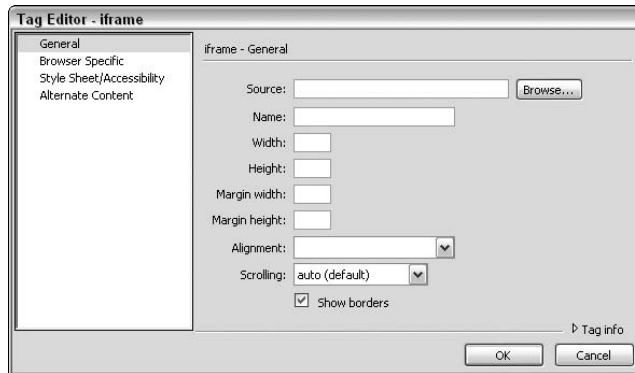 Tag Editor - iframe
General
Browser Specific
Style Sheet/Accessibility
Alternate Content
iframe - General
Source:
Browse...
Name:
Width:
Height:
Margin width:
Margin height:
Alignment:
Scrolling: auto (default)
Show borders
Tag info
OK
Cancel